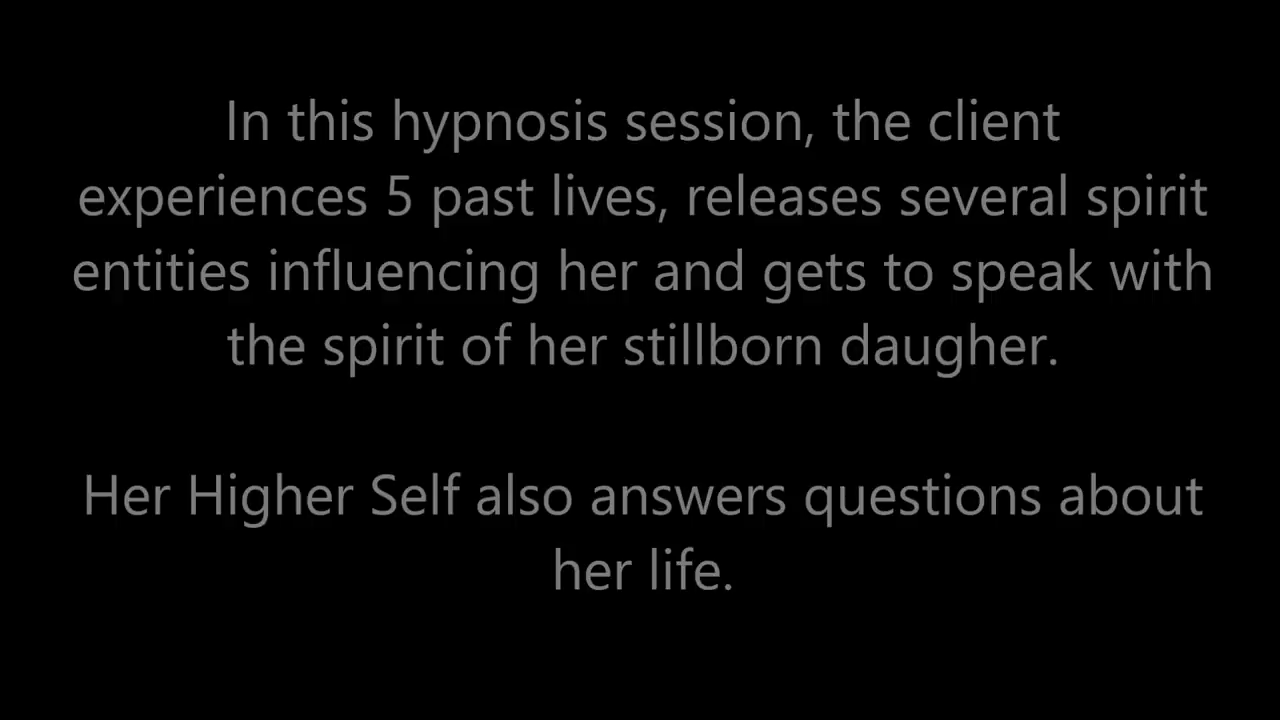 In this hypnosis session, the client
experiences 5 past lives, releases several spirit
entities influencing her and gets to speak with
the spirit of her stillborn daugher.
Her Higher Self also answers questions about
her life.